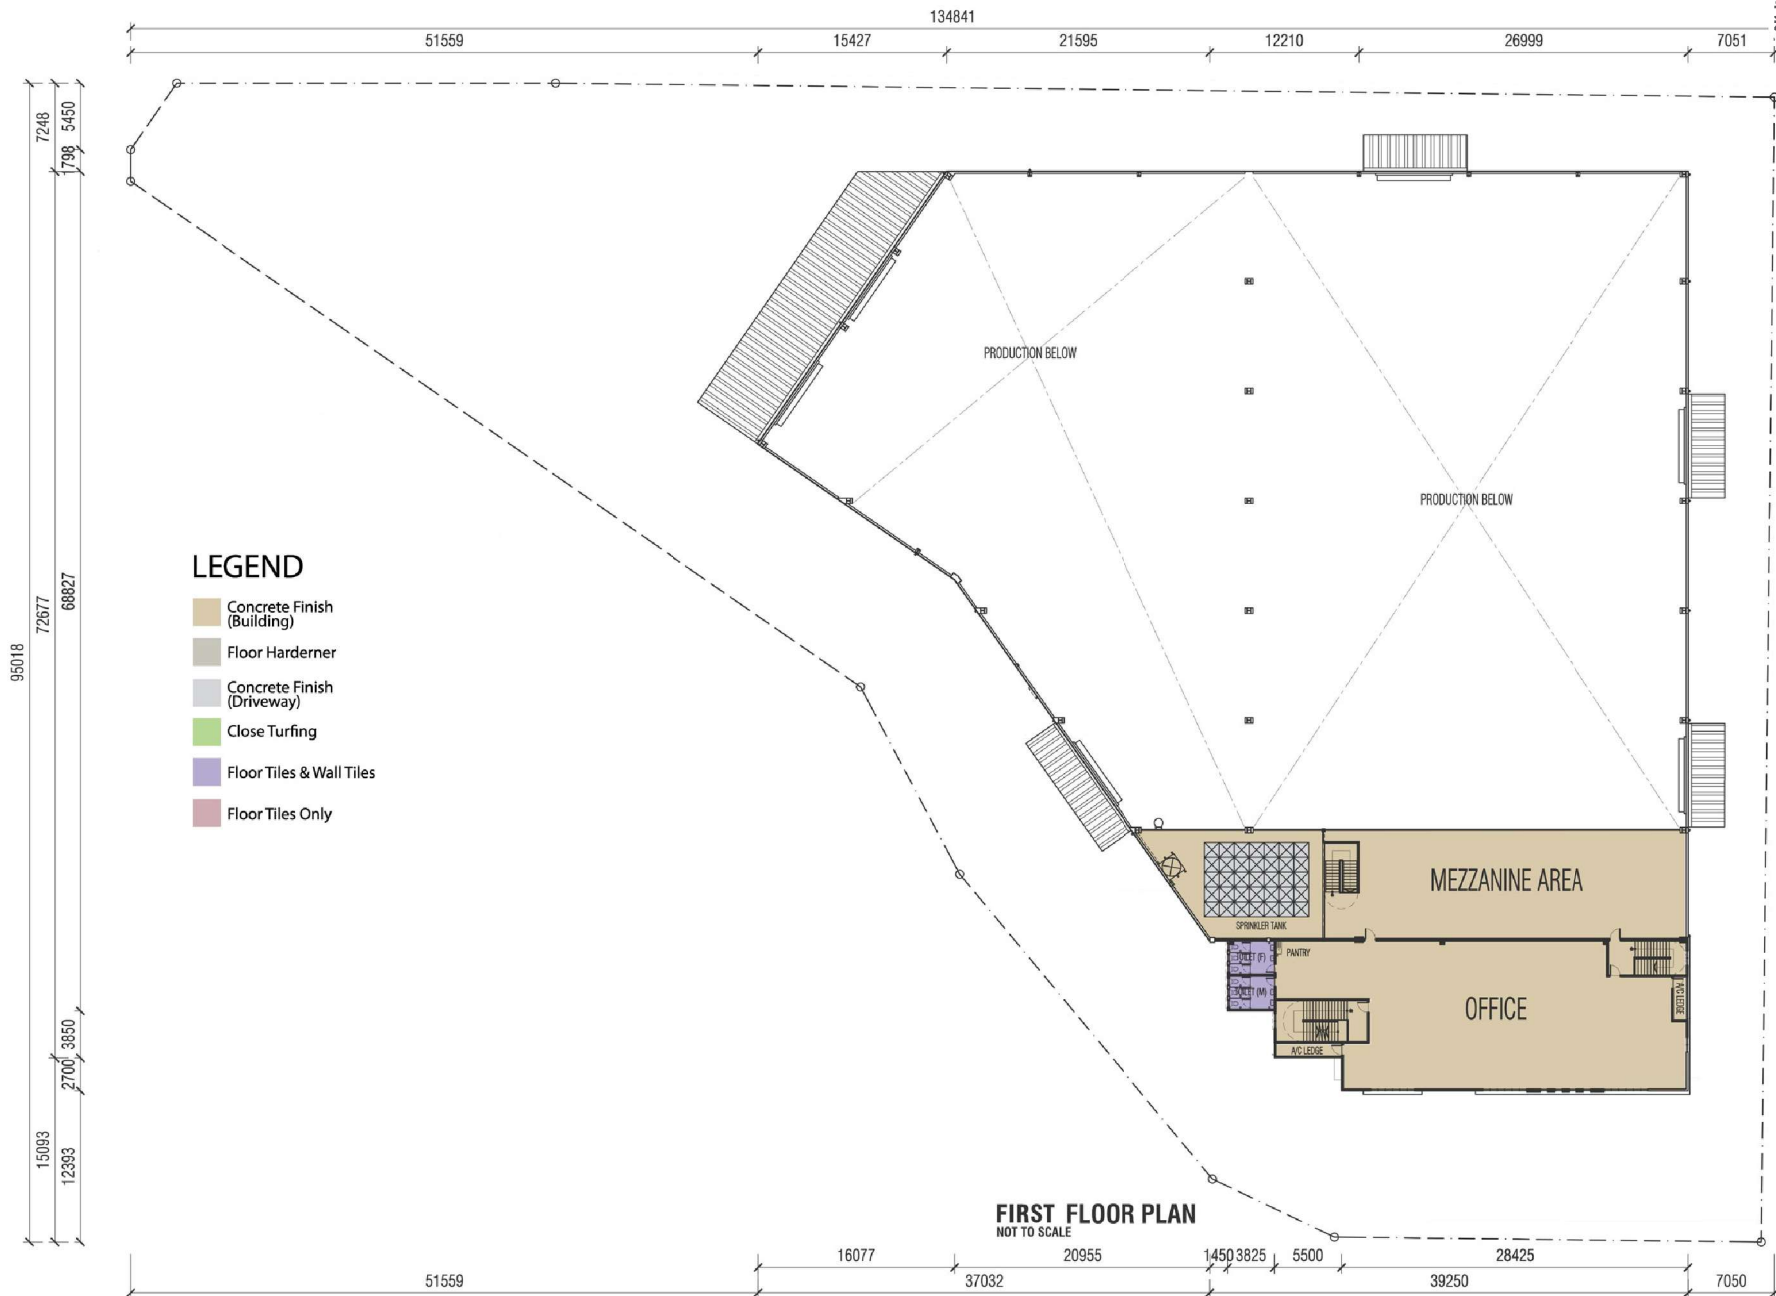 134841
51559
15427
21595
12210
26999
7051
7248
5450
1798
PRODUCTION BELOW
PRODUCTION BELOW
LEGEND
Concrete Finish
(Building)
Floor Harderner
Concrete Finish
(Driveway)
Close Turfing
Floor Tiles & Wall Tiles
Floor Tiles Only
95018
72677
68827
MEZZANINE AREA
SPRINKLER TANK
TOILET (F)
PANTRY
TOILET (M)
OFFICE
A/C LEDGE
A/C LEDGE
3850
2700
15093
12393
FIRST FLOOR PLAN
NOT TO SCALE
16077
20955
1450
3825
5500
28425
51559
37032
39250
7050